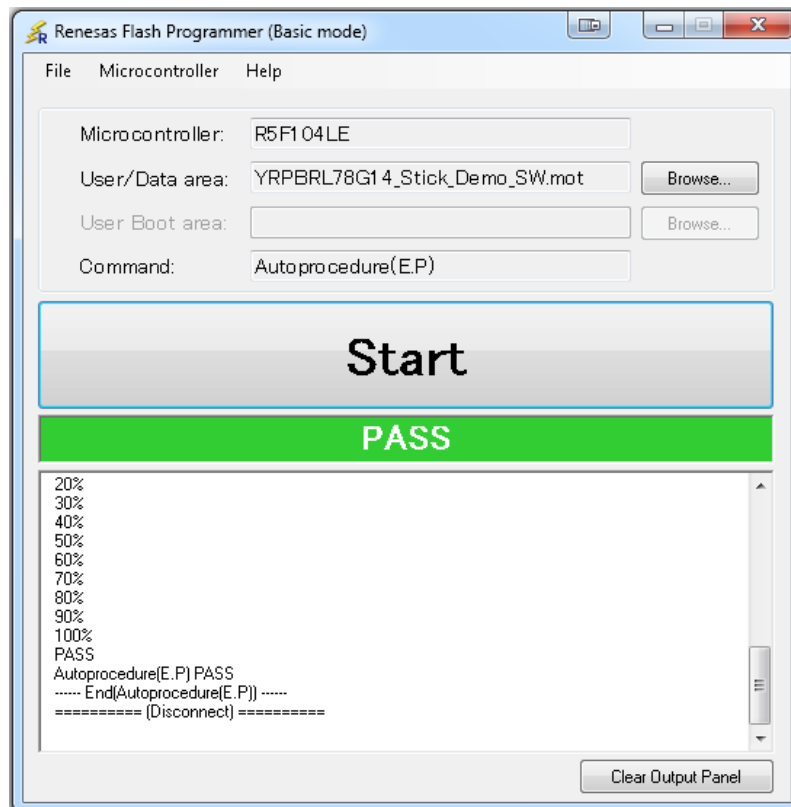 Renesas Flash Programmer (Basic mode)
File Microcontroller Help
Microcontroller: R5F104LE
User/Data area: YRPBRL78G14_Stick_Demo_SW.mot Browse...
User Boot area: Browse...
Command: Autoprocedure(E.P)
Start
PASS
20%
30%
40%
50%
60%
70%
80%
90%
100%
PASS
Autoprocedure(E.P) PASS
------ End(Autoprocedure(E.P)) ------
========== (Disconnect) ==========
Clear Output Panel